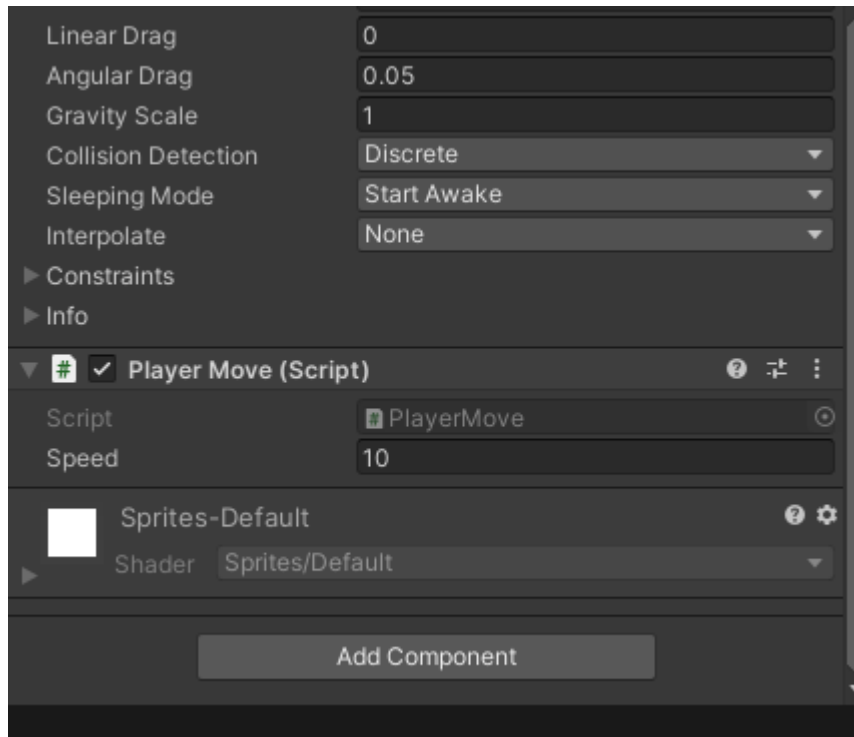 Linear Drag 0
Angular Drag 0.05
Gravity Scale 1
Collision Detection Discrete
Sleeping Mode Start Awake
Interpolate None
Constraints
Info
# Player Move (Script)
Script # PlayerMove
Speed 10
Sprites-Default
Shader Sprites/Default
Add Component